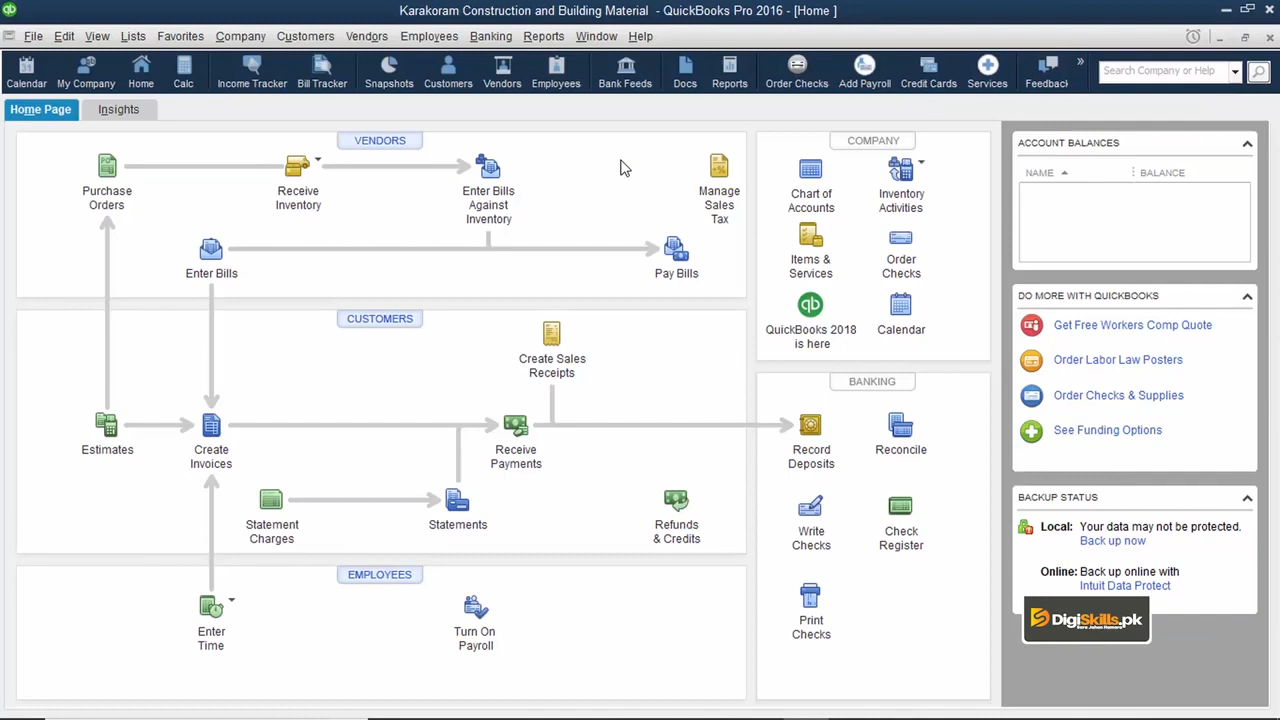 Karakoram Construction and Building Material - QuickBooks Pro 2016 - [Home ]
File Edit View Lists Favorites Company Customers Vendors Employees Banking Reports Window Help
Calendar My Company Home Calc Income Tracker Bill Tracker Snapshots Customers Vendors Employees Bank Feeds Docs Reports Order Checks Add Payroll Credit Cards Services Feedback
Search Company or Help
Home Page Insights
VENDORS
Purchase
Orders
Receive
Inventory
Enter Bills
Against
Inventory
Manage
Sales
Tax
Enter Bills
Pay Bills
CUSTOMERS
Create Sales
Receipts
Estimates
Create
Invoices
Receive
Payments
Statement
Charges
Statements
Refunds
& Credits
EMPLOYEES
Enter
Time
Turn On
Payroll
COMPANY
Chart of
Accounts
Inventory
Activities
Items &
Services
Order
Checks
qb
QuickBooks 2018
is here
Calendar
BANKING
Record
Deposits
Reconcile
Write
Checks
Check
Register
Print
Checks
ACCOUNT BALANCES
NAME BALANCE
DO MORE WITH QUICKBOOKS
Get Free Workers Comp Quote
Order Labor Law Posters
Order Checks & Supplies
See Funding Options
BACKUP STATUS
Local: Your data may not be protected.
Back up now
Online: Back up online with
Intuit Data Protect
DigiSkills.pk